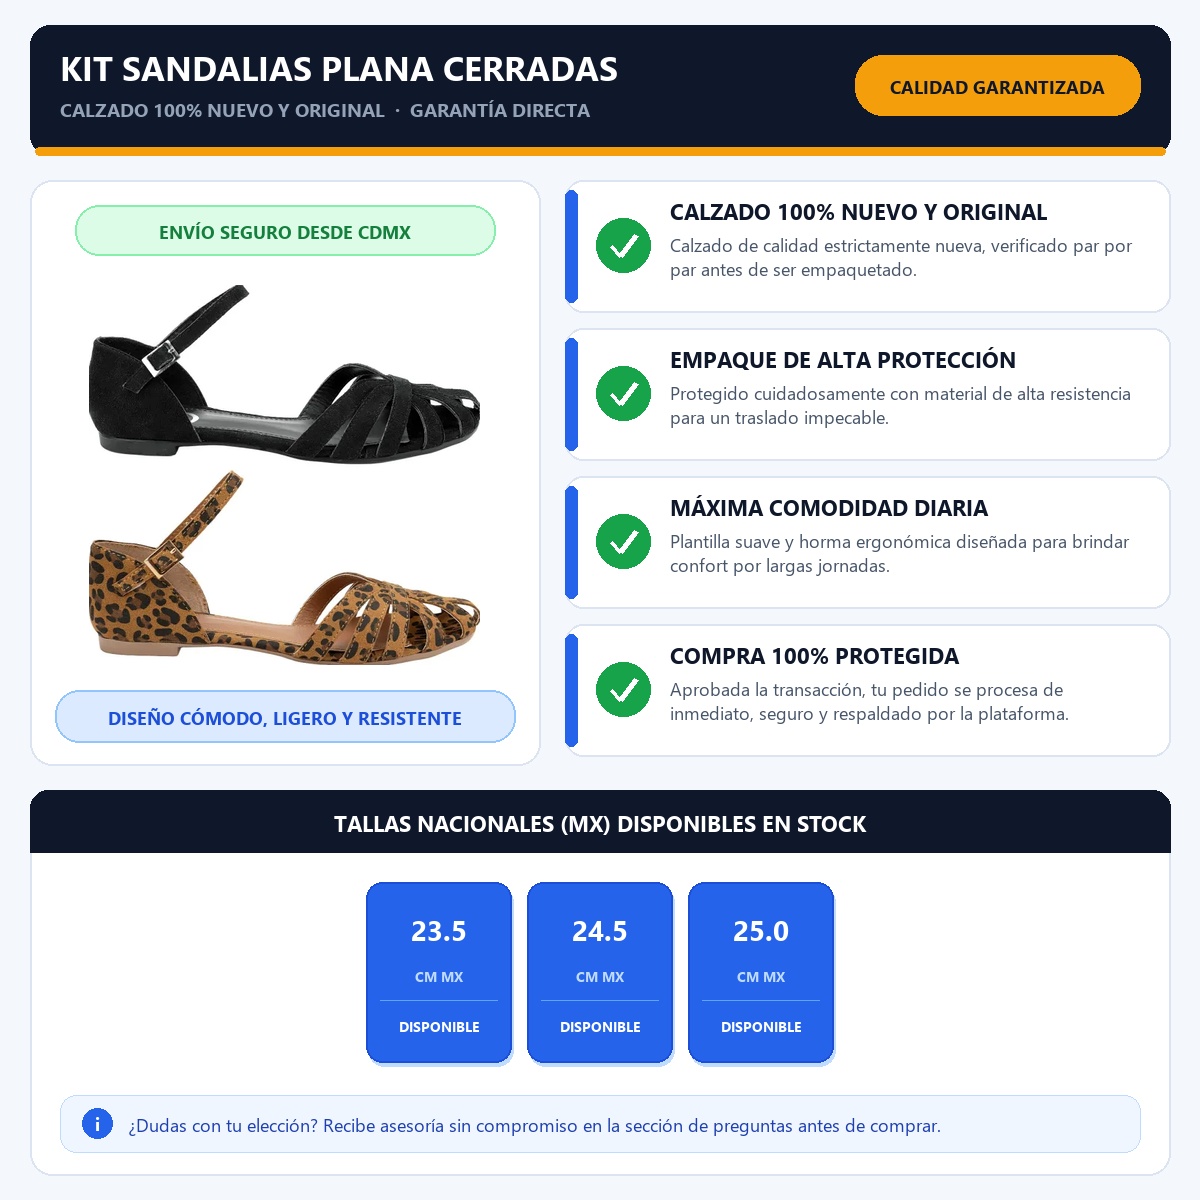 KIT SANDALIAS PLANA CERRADAS
CALZADO 100% NUEVO Y ORIGINAL · GARANTÍA DIRECTA
CALIDAD GARANTIZADA
ENVÍO SEGURO DESDE CDMX
DISEÑO CÓMODO, LIGERO Y RESISTENTE
CALZADO 100% NUEVO Y ORIGINAL
Calzado de calidad estrictamente nueva, verificado par por
par antes de ser empaquetado.
EMPAQUE DE ALTA PROTECCIÓN
Protegido cuidadosamente con material de alta resistencia
para un traslado impecable.
MÁXIMA COMODIDAD DIARIA
Plantilla suave y horma ergonómica diseñada para brindar
confort por largas jornadas.
COMPRA 100% PROTEGIDA
Aprobada la transacción, tu pedido se procesa de
inmediato, seguro y respaldado por la plataforma.
TALLAS NACIONALES (MX) DISPONIBLES EN STOCK
23.5
CM MX
DISPONIBLE
24.5
CM MX
DISPONIBLE
25.0
CM MX
DISPONIBLE
¿Dudas con tu elección? Recibe asesoría sin compromiso en la sección de preguntas antes de comprar.